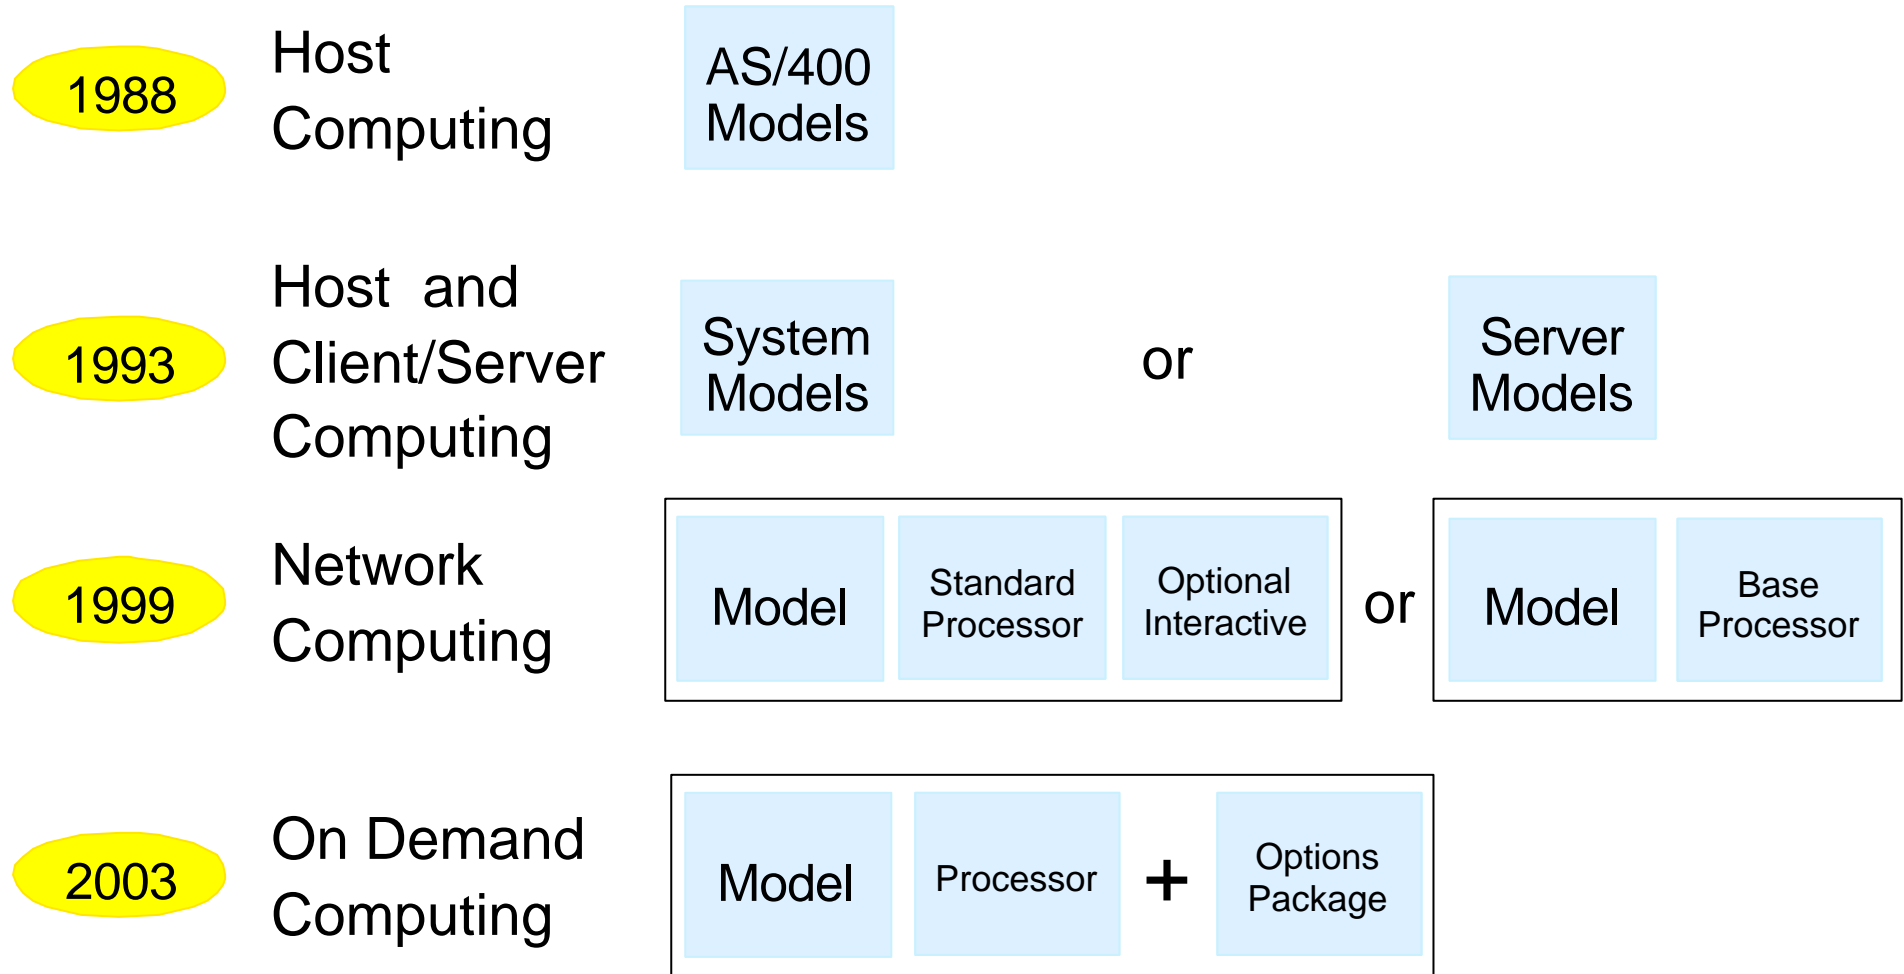 1988
Host
Computing
AS/400
Models
1993
Host and
Client/Server
Computing
System
Models
or
Server
Models
1999
Network
Computing
Model
Standard
Processor
Optional
Interactive
or
Model
Base
Processor
2003
On Demand
Computing
Model
Processor
+
Options
Package